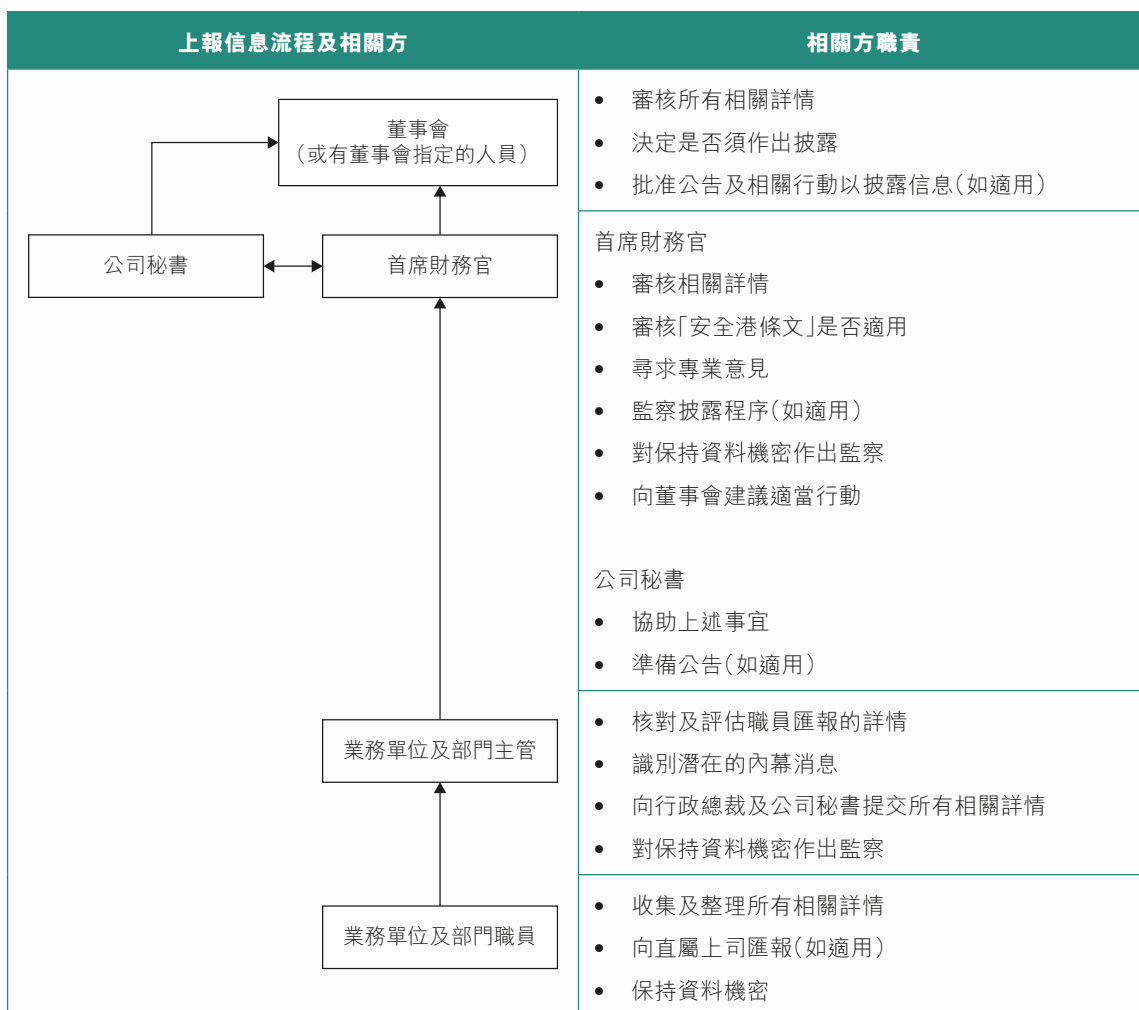 上報信息流程及相關方
相關方職責
董事會
（或有董事會指定的人員）
• 審核所有相關詳情
• 決定是否須作出披露
• 批准公告及相關行動以披露信息（如適用）
公司秘書
首席財務官
首席財務官
• 審核相關詳情
• 審核「安全港條文」是否適用
• 尋求專業意見
• 監察披露程序（如適用）
• 對保持資料機密作出監察
• 向董事會建議適當行動
公司秘書
• 協助上述事宜
• 準備公告（如適用）
業務單位及部門主管
• 核對及評估職員匯報的詳情
• 識別潛在的內幕消息
• 向行政總裁及公司秘書提交所有相關詳情
• 對保持資料機密作出監察
業務單位及部門職員
• 收集及整理所有相關詳情
• 向直屬上司匯報（如適用）
• 保持資料機密